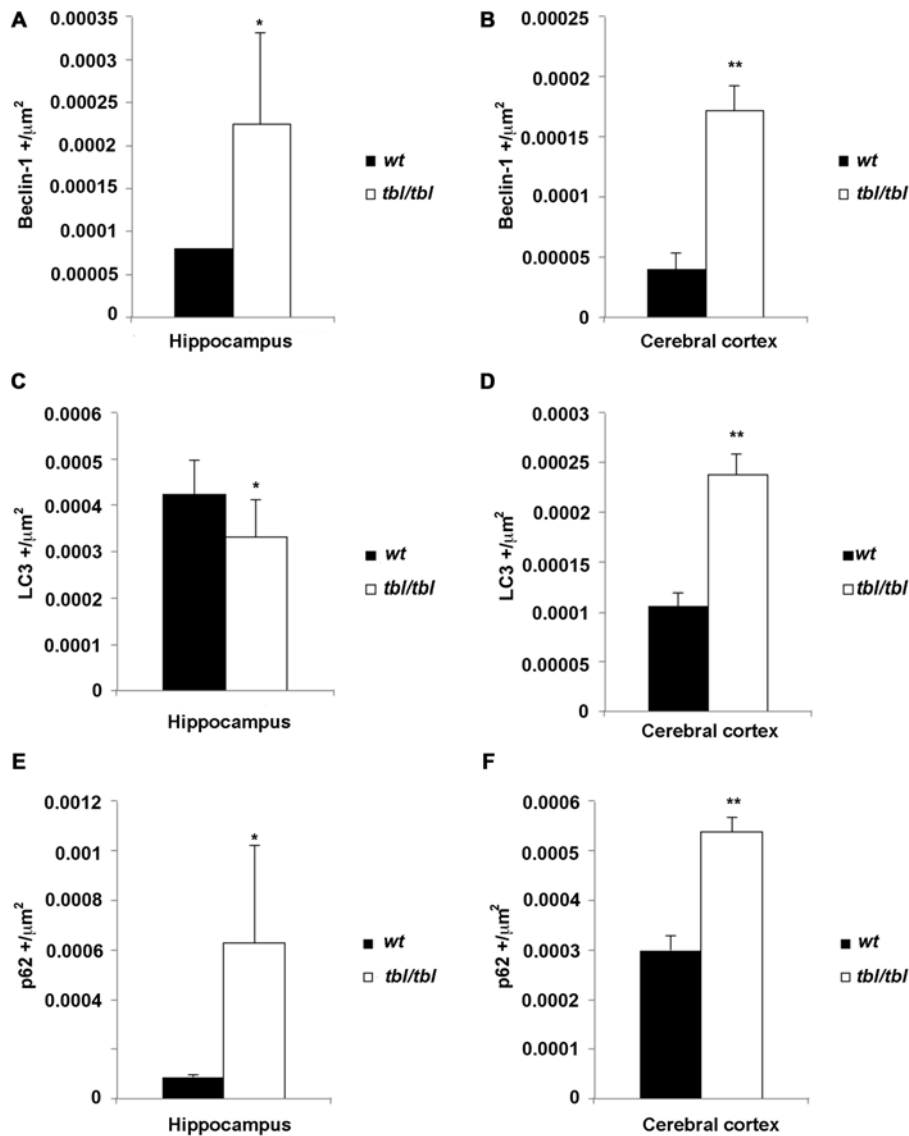 A
0.00035
0.0003
0.00025
0.0002
0.00015
0.0001
0.00005
0
Beclin-1 +/μm²
*
Hippocampus
wt
tbl/tbl
B
0.00025
0.0002
0.00015
0.0001
0.00005
0
Beclin-1 +/μm²
**
Cerebral cortex
wt
tbl/tbl
C
0.0006
0.0005
0.0004
0.0003
0.0002
0.0001
0
LC3 +/μm²
*
Hippocampus
wt
tbl/tbl
D
0.0003
0.00025
0.0002
0.00015
0.0001
0.00005
0
LC3 +/μm²
**
Cerebral cortex
wt
tbl/tbl
E
0.0012
0.001
0.0008
0.0006
0.0004
0
p62 +/μm²
*
Hippocampus
wt
tbl/tbl
F
0.0006
0.0005
0.0004
0.0003
0.0002
0.0001
0
p62 +/μm²
**
Cerebral cortex
wt
tbl/tbl